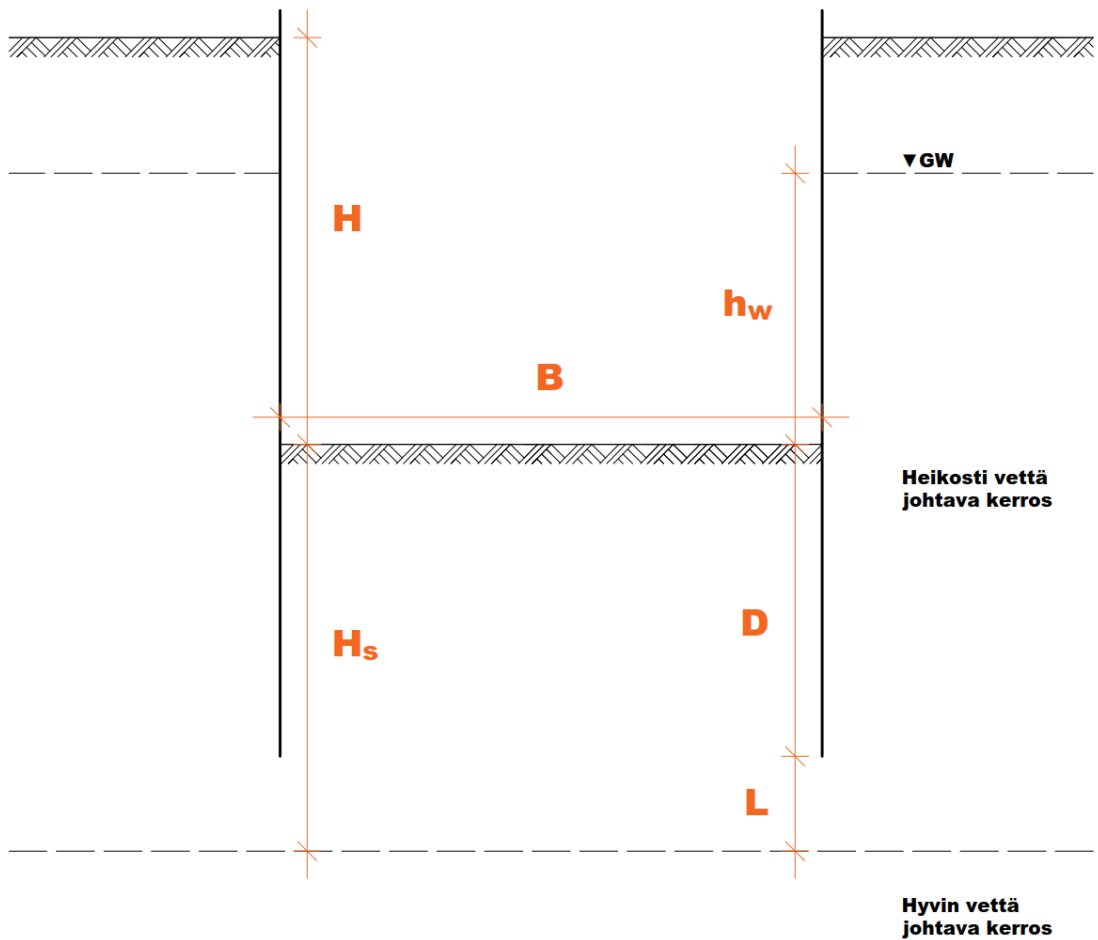 ▼GW
H
hw
B
Heikosti vettä
johtava kerros
D
Hs
L
Hyvin vettä
johtava kerros